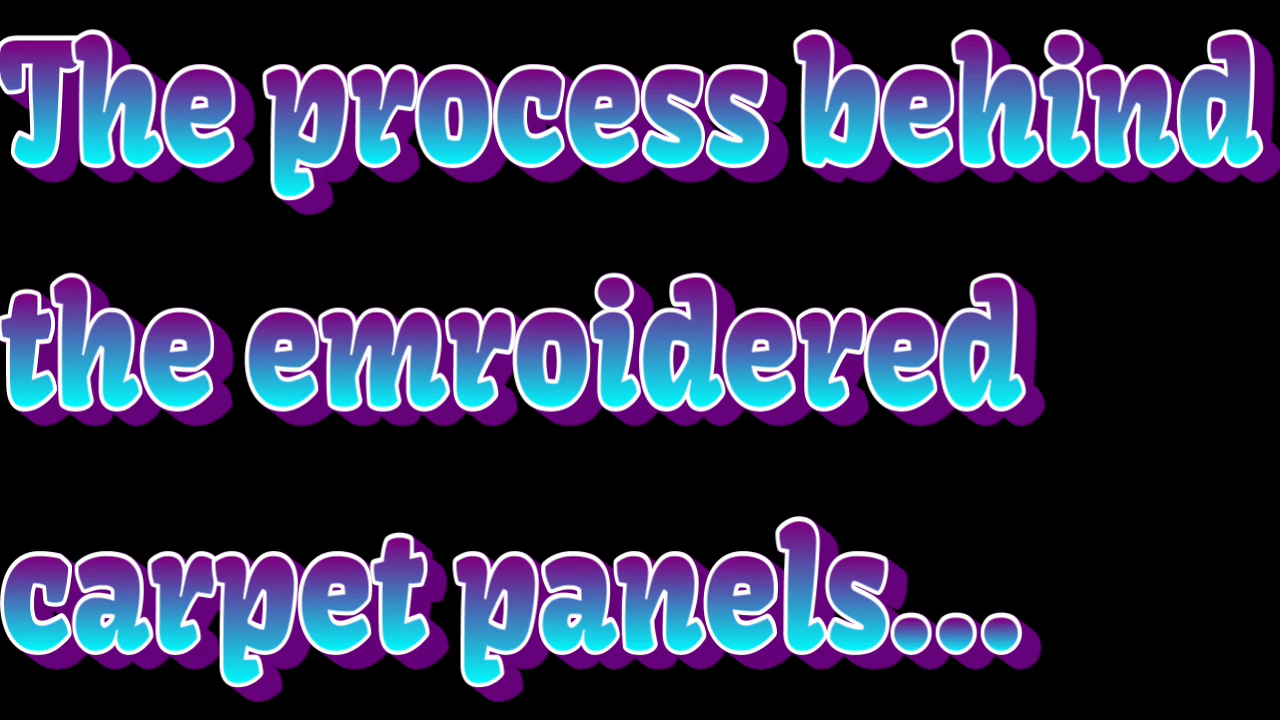 The process behind
the emroidered
carpet panels...